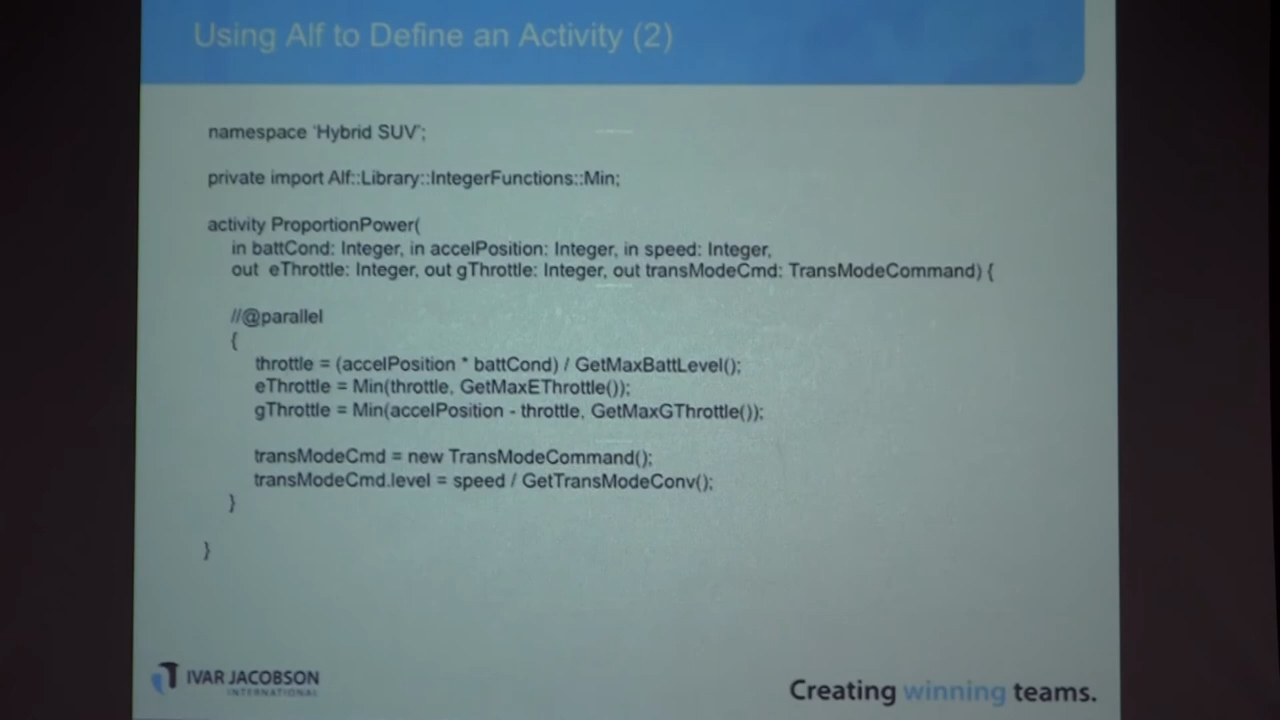 Using Alf to Define an Activity (2)
namespace 'Hybrid SUV';
private import Alf::Library::IntegerFunctions::Min;
activity ProportionPower(
in battCond: Integer, in accelPosition: Integer, in speed: Integer,
out eThrottle: Integer, out gThrottle: Integer, out transModeCmd: TransModeCommand) {
//@parallel
{
throttle = (accelPosition * battCond) / GetMaxBattLevel();
eThrottle = Min(throttle, GetMaxEThrottle());
gThrottle = Min(accelPosition - throttle, GetMaxGThrottle());
transModeCmd = new TransModeCommand();
transModeCmd.level = speed / GetTransModeConv();
}
}
IVAR JACOBSON
INTERNATIONAL
Creating winning teams.